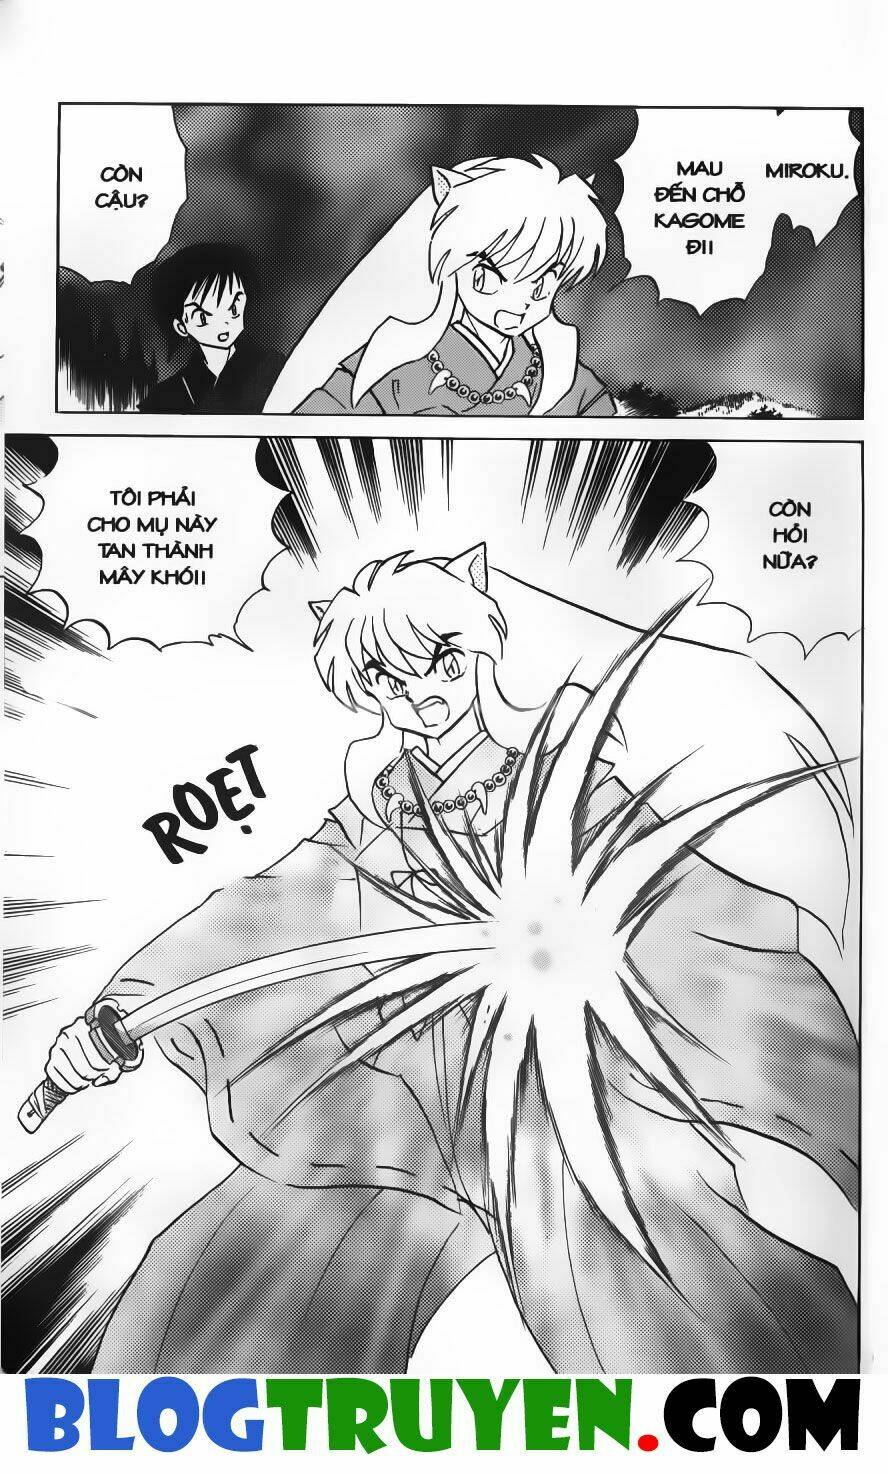 MIROKU.
MAU
ĐẾN CHỖ
KAGOME
ĐI!
CÒN
CẬU?
CÒN
HỎI
NỮA?
TÔI PHẢI
CHO MỤ NÀY
TAN THÀNH
MÂY KHÓI!
ROẸT
BLOGTRUYEN.COM